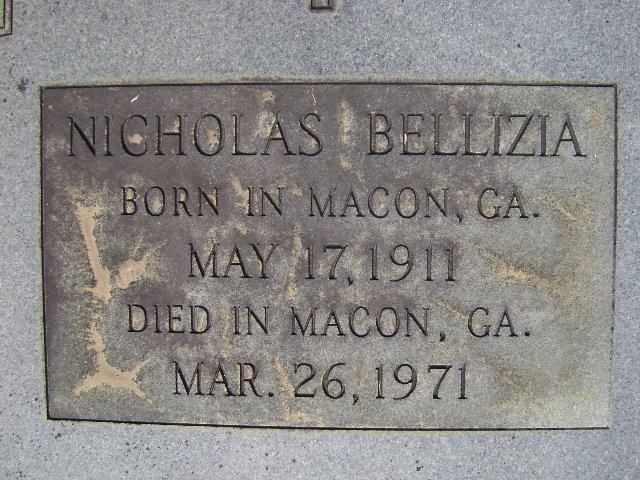 NICHOLAS BELLIZIA
BORN IN MACON, GA.
MAY 17, 1911
DIED IN MACON, GA.
MAR. 26, 1971